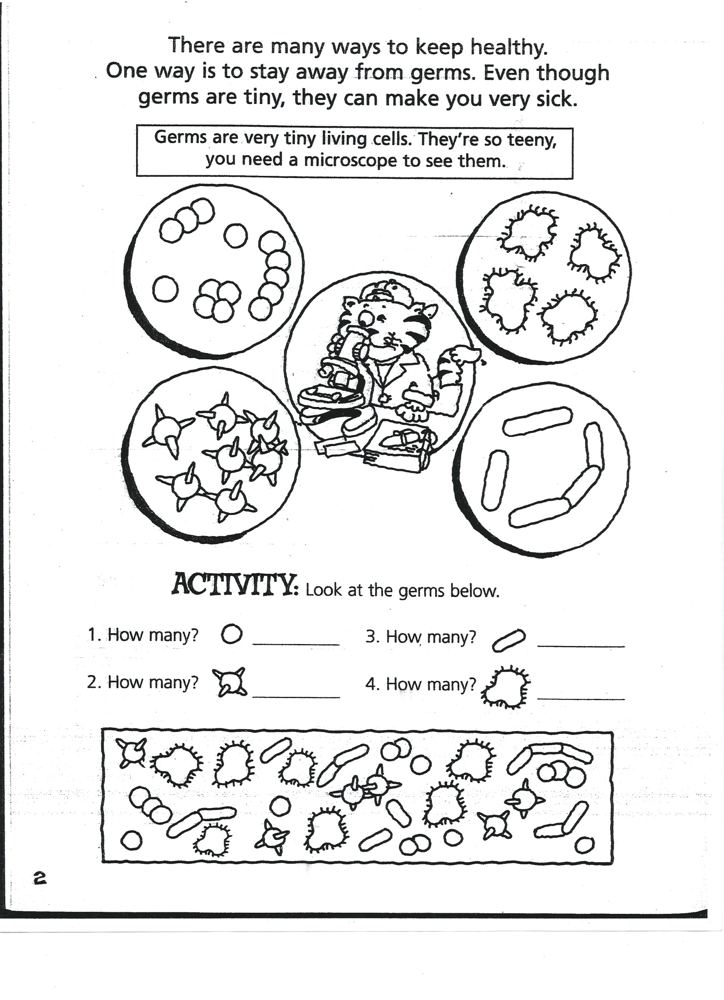 There are many ways to keep healthy.
One way is to stay away from germs. Even though
germs are tiny, they can make you very sick.
Germs are very tiny living cells. They're so teeny,
you need a microscope to see them.
ACTIVITY: Look at the germs below.
1. How many? ________
3. How many? ________
2. How many? ________
4. How many? ________
2